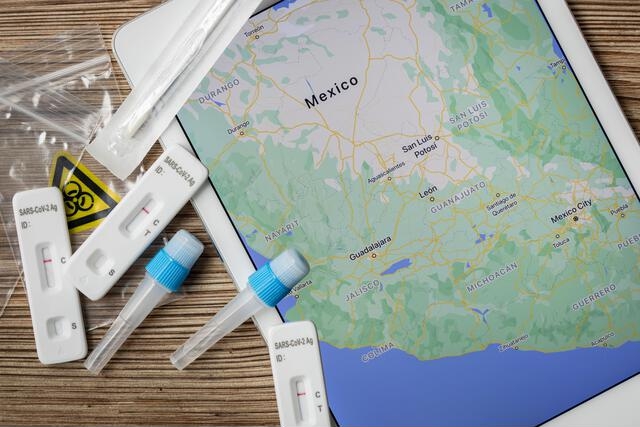 TAMA
Torreón
DURANGO
Mexico
Durango
Tamp
SAN LUIS
POTOSÍ
San Luis
Potosí
Aguascalientes
León
GUANAJUATO
Santiago de
Querétaro
Mexico City
Toluca
Puebla
PUEB
NAYARIT
Guadalajara
Vallarta
JALISCO
MICHOACAN
GUERRERO
COLIMA
Zihuatanejo
Acapulco
SARS-CoV-2 Ag
ID:
C
T
S
SARS-CoV-2 Ag
ID:
C
S
SARS-CoV-2 Ag
ID:
C
T